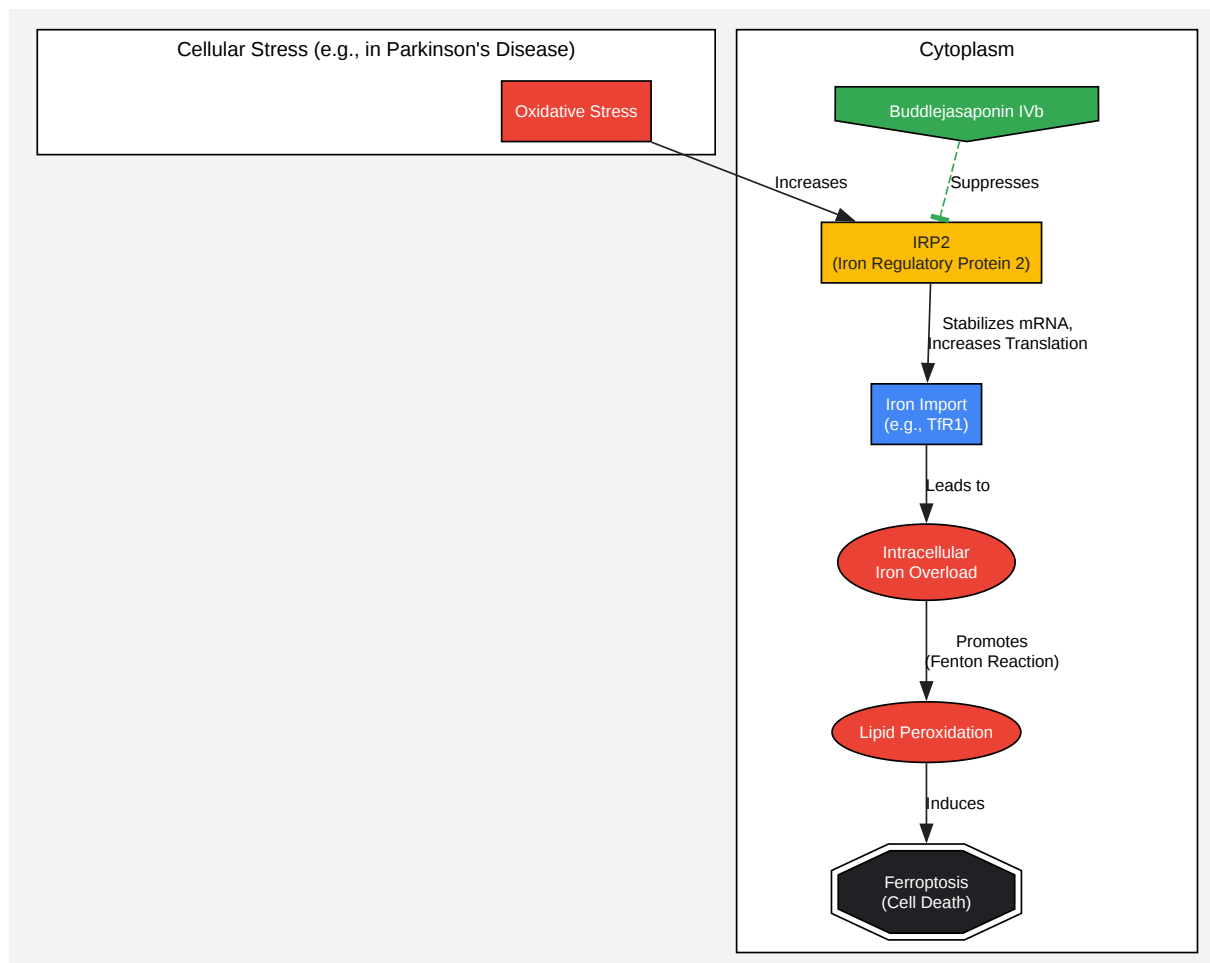 Cellular Stress (e.g., in Parkinson's Disease)
Oxidative Stress
Cytoplasm
Buddlejasaponin IVb
Increases
Suppresses
IRP2
(Iron Regulatory Protein 2)
Stabilizes mRNA,
Increases Translation
Iron Import
(e.g., TfR1)
Leads to
Intracellular
Iron Overload
Promotes
(Fenton Reaction)
Lipid Peroxidation
Induces
Ferroptosis
(Cell Death)